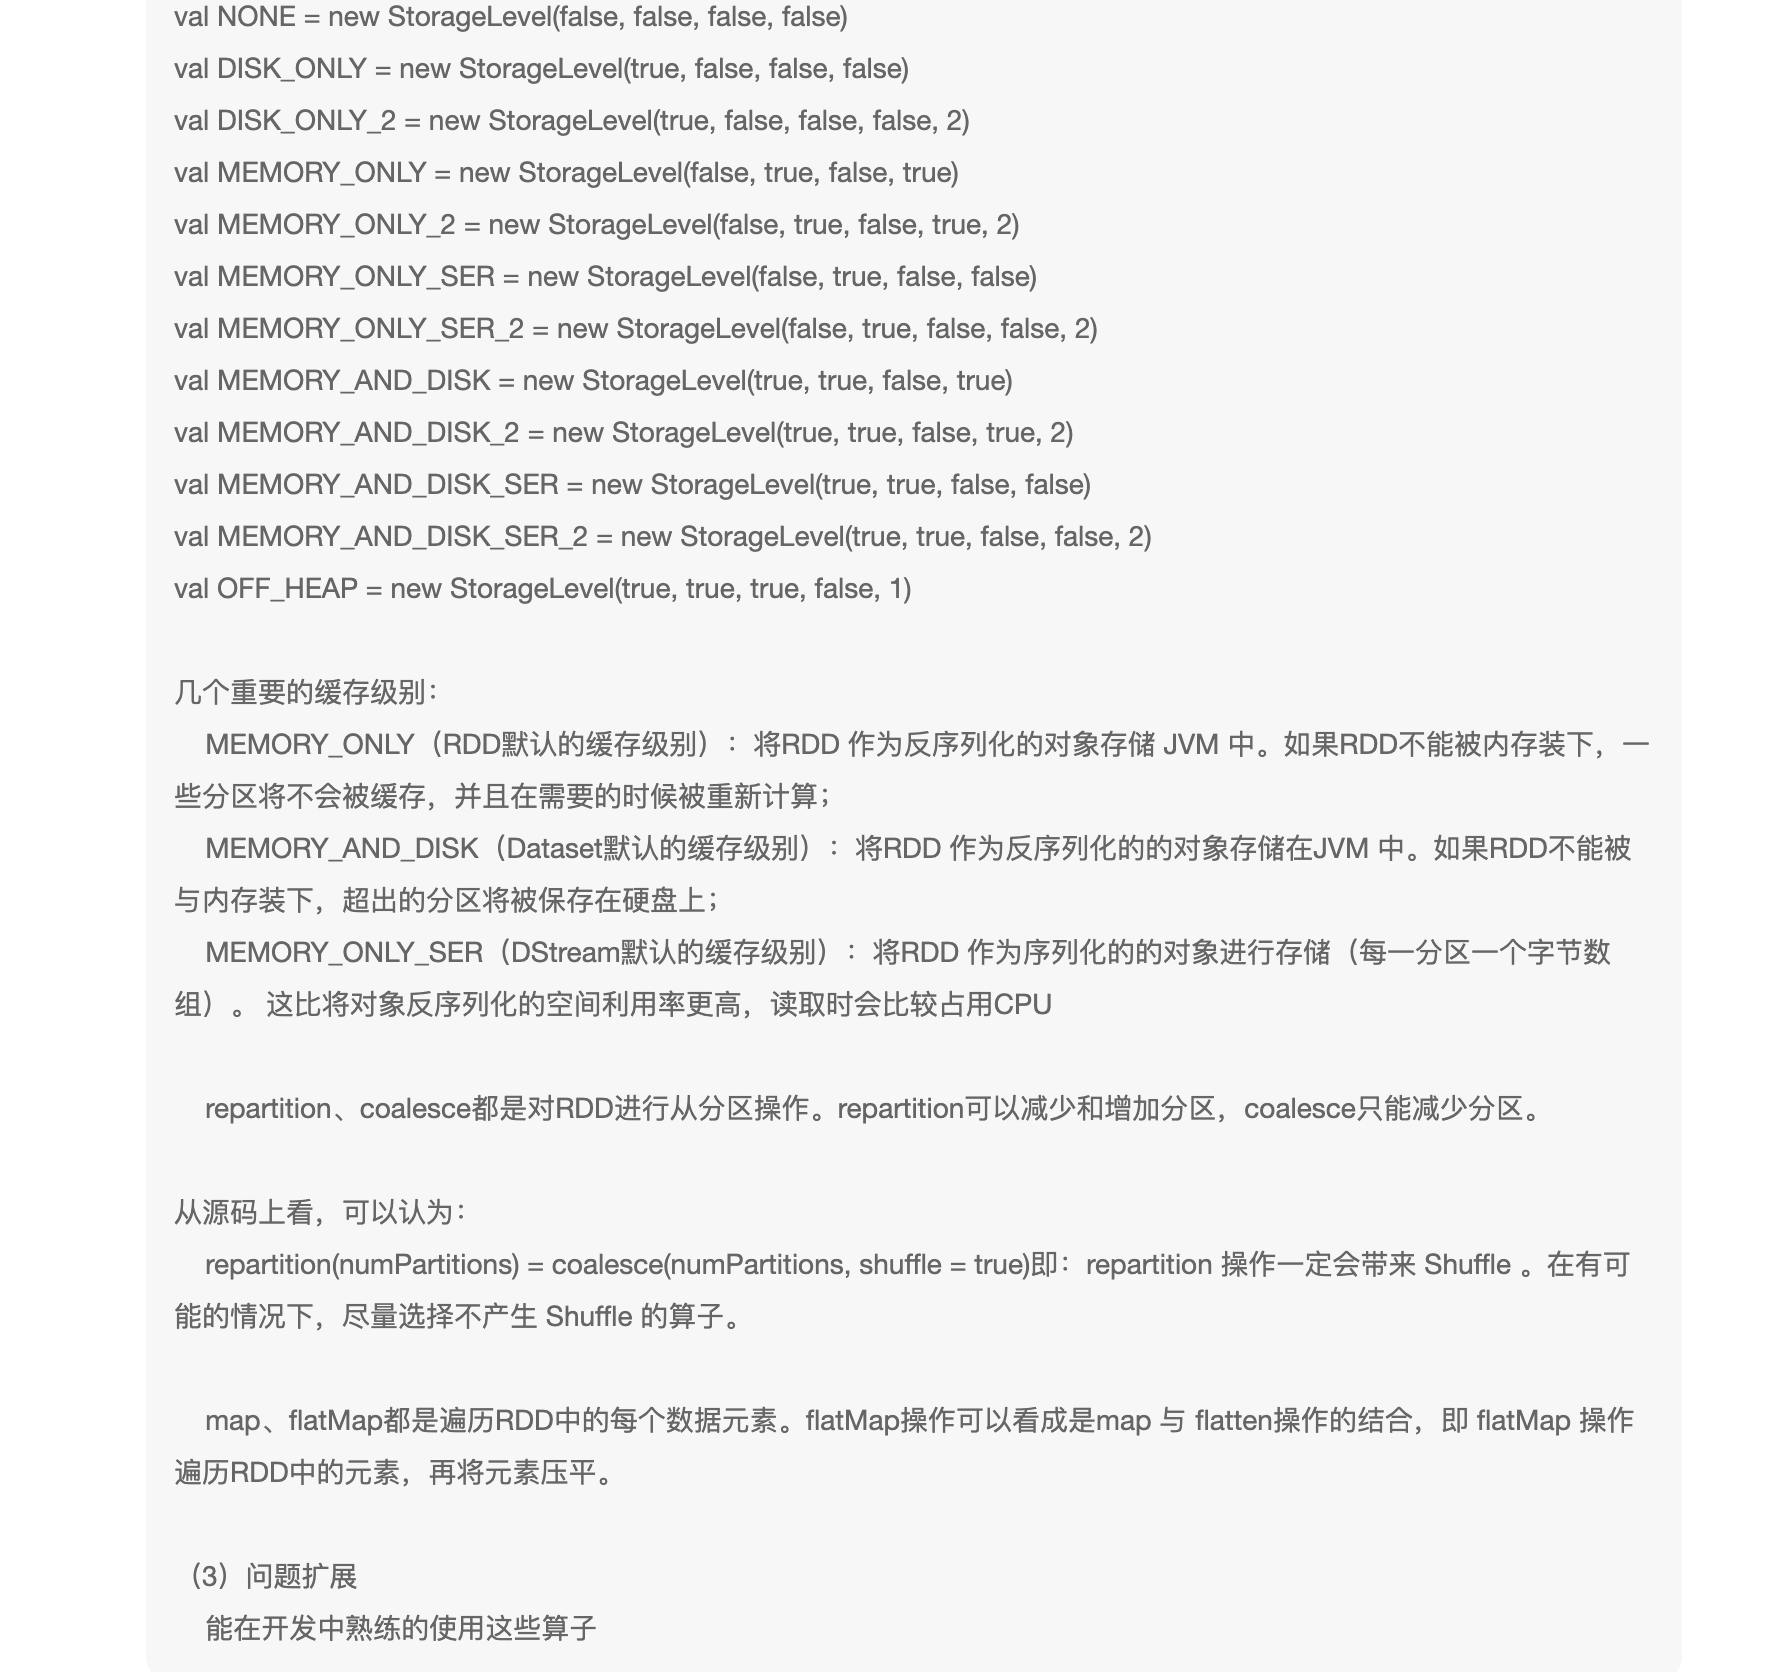 val NONE = new StorageLevel(false, false, false, false)
val DISK_ONLY = new StorageLevel(true, false, false, false)
val DISK_ONLY_2 = new StorageLevel(true, false, false, false, 2)
val MEMORY_ONLY = new StorageLevel(false, true, false, true)
val MEMORY_ONLY_2 = new StorageLevel(false, true, false, true, 2)
val MEMORY_ONLY_SER = new StorageLevel(false, true, false, false)
val MEMORY_ONLY_SER_2 = new StorageLevel(false, true, false, false, 2)
val MEMORY_AND_DISK = new StorageLevel(true, true, false, true)
val MEMORY_AND_DISK_2 = new StorageLevel(true, true, false, true, 2)
val MEMORY_AND_DISK_SER = new StorageLevel(true, true, false, false)
val MEMORY_AND_DISK_SER_2 = new StorageLevel(true, true, false, false, 2)
val OFF_HEAP = new StorageLevel(true, true, true, false, 1)
几个重要的缓存级别：
MEMORY_ONLY（RDD默认的缓存级别）：将RDD 作为反序列化的对象存储 JVM 中。如果RDD不能被内存装下，一
些分区将不会被缓存，并且在需要的时候被重新计算；
MEMORY_AND_DISK（Dataset默认的缓存级别）：将RDD 作为反序列化的的对象存储在JVM 中。如果RDD不能被
与内存装下，超出的分区将被保存在硬盘上；
MEMORY_ONLY_SER（DStream默认的缓存级别）：将RDD 作为序列化的的对象进行存储（每一分区一个字节数
组）。 这比将对象反序列化的空间利用率更高，读取时会比较占用CPU
repartition、coalesce都是对RDD进行从分区操作。repartition可以减少和增加分区，coalesce只能减少分区。
从源码上看，可以认为：
repartition(numPartitions) = coalesce(numPartitions, shuffle = true)即：repartition 操作一定会带来 Shuffle 。在有可
能的情况下，尽量选择不产生 Shuffle 的算子。
map、flatMap都是遍历RDD中的每个数据元素。flatMap操作可以看成是map 与 flatten操作的结合，即 flatMap 操作
遍历RDD中的元素，再将元素压平。
（3）问题扩展
能在开发中熟练的使用这些算子